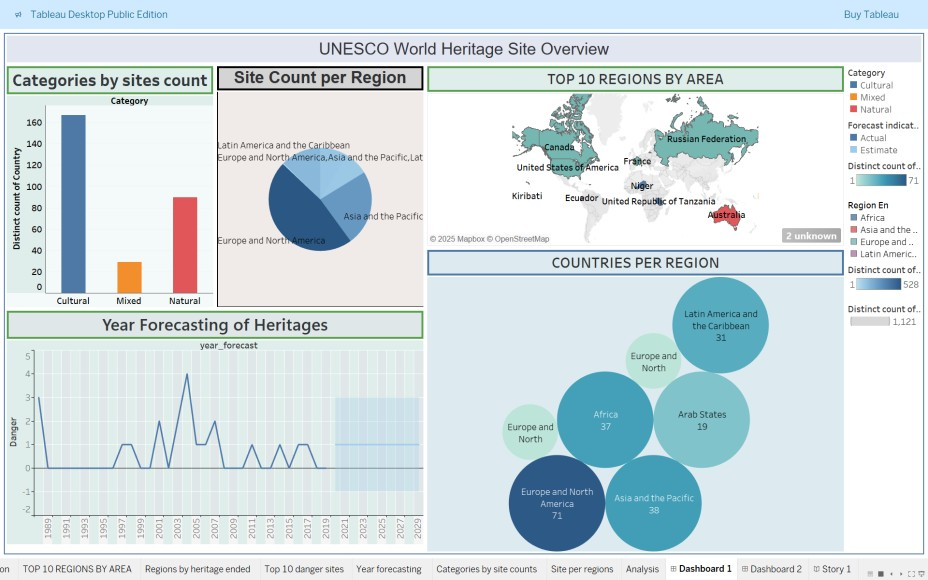 Tableau Desktop Public Edition
Buy Tableau
UNESCO World Heritage Site Overview
Categories by sites count
Category
Distinct count of Country
160
140
120
100
80
60
40
20
0
Cultural
Mixed
Natural
Site Count per Region
Latin America and the Caribbean
Europe and North America,Asia and the Pacific,Lat
Asia and the Pacific
Europe and North America
TOP 10 REGIONS BY AREA
Canada
Russian Federation
United States of America
France
Niger
Kiribati
Ecuador
United Republic of Tanzania
Australia
© 2025 Mapbox © OpenStreetMap
2 unknown
Category
Cultural
Mixed
Natural
Forecast indicat..
Actual
Estimate
Distinct count of..
1
71
Region En
Africa
Asia and the ..
Europe and ..
Latin Americ..
Distinct count of..
1
528
Distinct count of..
1,121
COUNTRIES PER REGION
Latin America and
the Caribbean
31
Europe and
North
Africa
37
Arab States
19
Europe and
North
Europe and North
America
71
Asia and the Pacific
38
Year Forecasting of Heritages
year_forecast
Danger
5
4
3
2
1
0
-1
-2
1989
1991
1993
1995
1997
1999
2001
2003
2005
2007
2009
2011
2013
2015
2017
2019
2021
2023
2025
2027
2029
on
TOP 10 REGIONS BY AREA
Regions by heritage ended
Top 10 danger sites
Year forecasting
Categories by site counts
Site per regions
Analysis
Dashboard 1
Dashboard 2
Story 1